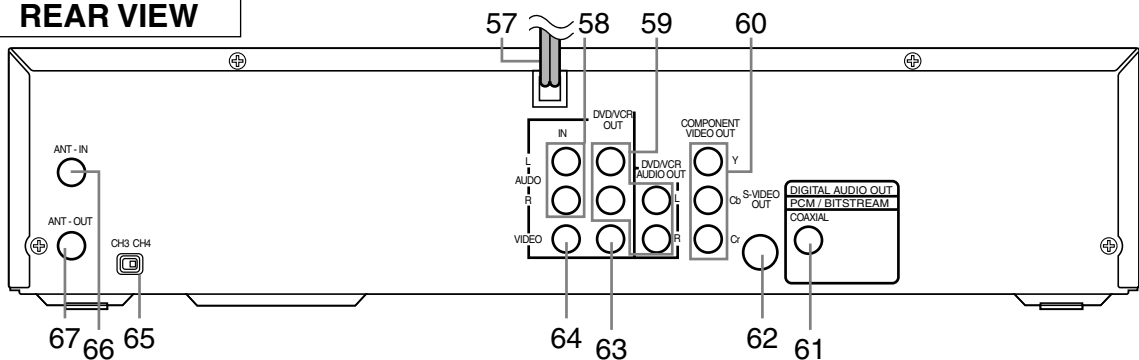 REAR VIEW
57 58 59 60
ANT - IN
ANT - OUT
CH3 CH4
IN
DVD/VCR
OUT
L
AUDO
R
VIDEO
DVD/VCR
AUDIO OUT
L
R
COMPONENT
VIDEO OUT
Y
Cb
Cr
S-VIDEO
OUT
DIGITAL AUDIO OUT
PCM / BITSTREAM
COAXIAL
67 66 65 64 63 62 61